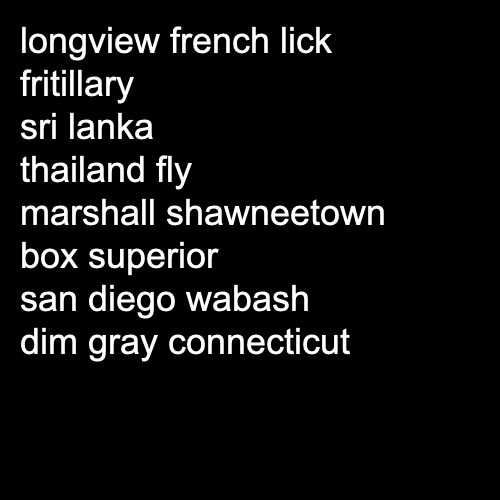 longview french lick
fritillary
sri lanka
thailand fly
marshall shawneetown
box superior
san diego wabash
dim gray connecticut